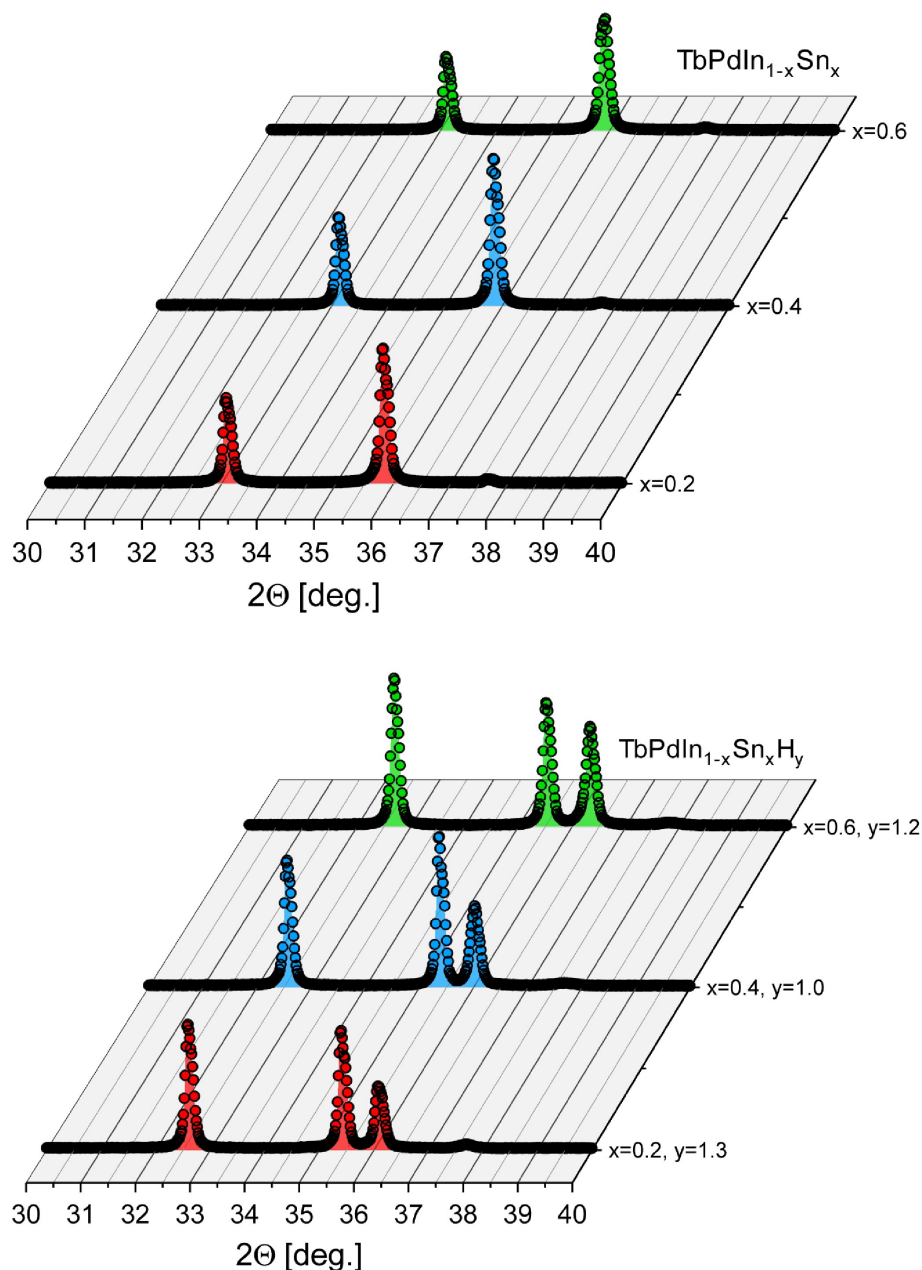 TbPdIn₁₋ₓSnₓ
x=0.6
x=0.4
x=0.2
30 31 32 33 34 35 36 37 38 39 40
2Θ [deg.]
TbPdIn₁₋ₓSnₓHᵧ
x=0.6, y=1.2
x=0.4, y=1.0
x=0.2, y=1.3
30 31 32 33 34 35 36 37 38 39 40
2Θ [deg.]